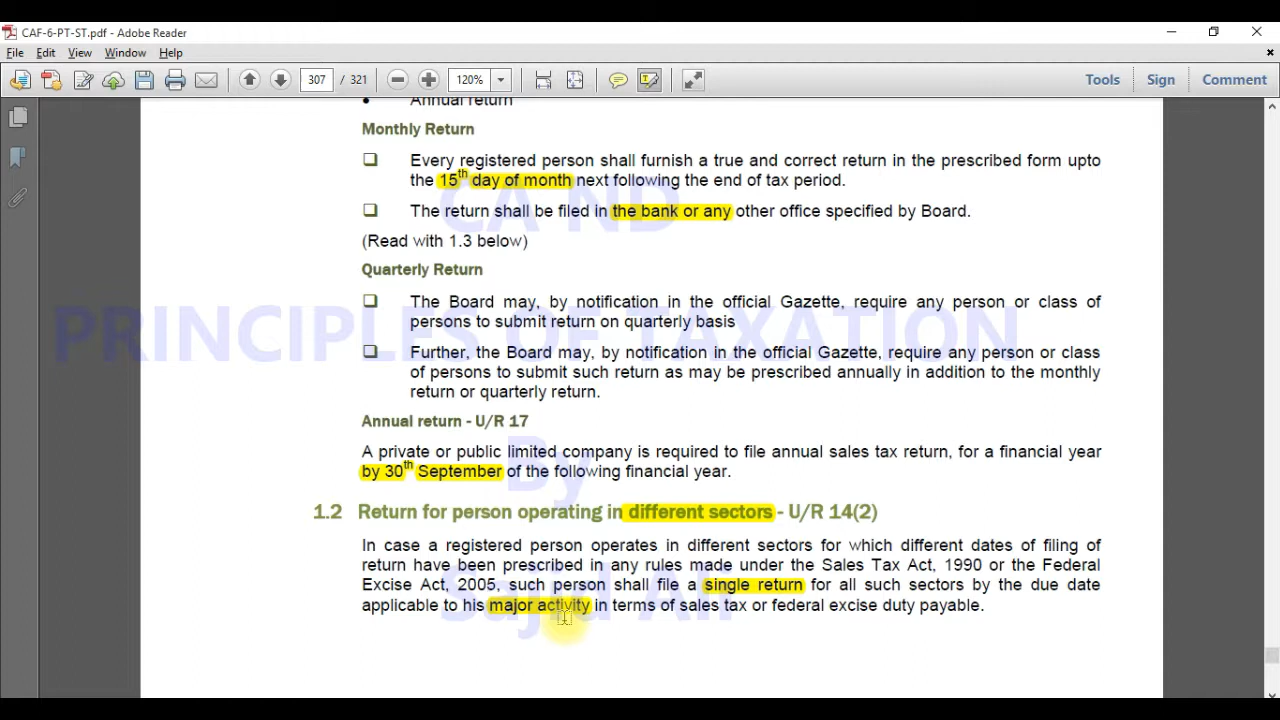 CAF-6-PT-ST.pdf - Adobe Reader
File Edit View Window Help
307 / 321 120% Tools Sign Comment
• Annual return
Monthly Return
❑ Every registered person shall furnish a true and correct return in the prescribed form upto
the 15th day of month next following the end of tax period.
❑ The return shall be filed in the bank or any other office specified by Board.
(Read with 1.3 below)
Quarterly Return
❑ The Board may, by notification in the official Gazette, require any person or class of
persons to submit return on quarterly basis
❑ Further, the Board may, by notification in the official Gazette, require any person or class
of persons to submit such return as may be prescribed annually in addition to the monthly
return or quarterly return.
Annual return - U/R 17
A private or public limited company is required to file annual sales tax return, for a financial year
by 30th September of the following financial year.
1.2 Return for person operating in different sectors - U/R 14(2)
In case a registered person operates in different sectors for which different dates of filing of
return have been prescribed in any rules made under the Sales Tax Act, 1990 or the Federal
Excise Act, 2005, such person shall file a single return for all such sectors by the due date
applicable to his major activity in terms of sales tax or federal excise duty payable.
CA ND
PRINCIPLES OF TAXATION
By
Sajid Ali